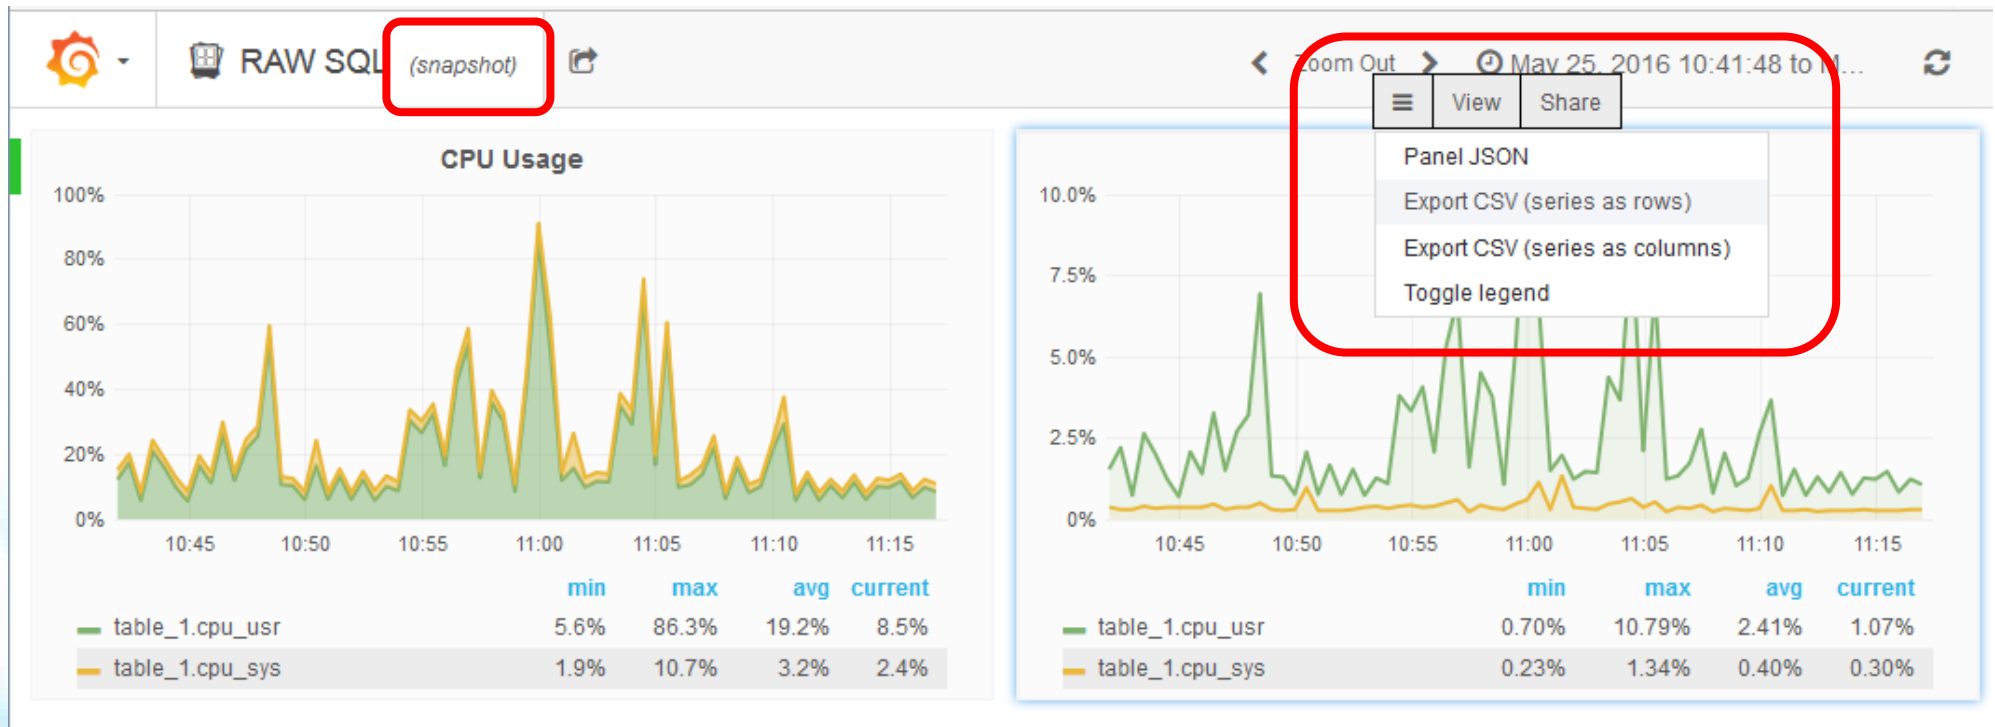 RAW SQL (snapshot)
Zoom Out
May 25, 2016 10:41:48 to M...
View Share
Panel JSON
Export CSV (series as rows)
Export CSV (series as columns)
Toggle legend
CPU Usage
100%
80%
60%
40%
20%
0%
10:45 10:50 10:55 11:00 11:05 11:10 11:15
min max avg current
table_1.cpu_usr 5.6% 86.3% 19.2% 8.5%
table_1.cpu_sys 1.9% 10.7% 3.2% 2.4%
10.0%
7.5%
5.0%
2.5%
0%
10:45 10:50 10:55 11:00 11:05 11:10 11:15
min max avg current
table_1.cpu_usr 0.70% 10.79% 2.41% 1.07%
table_1.cpu_sys 0.23% 1.34% 0.40% 0.30%